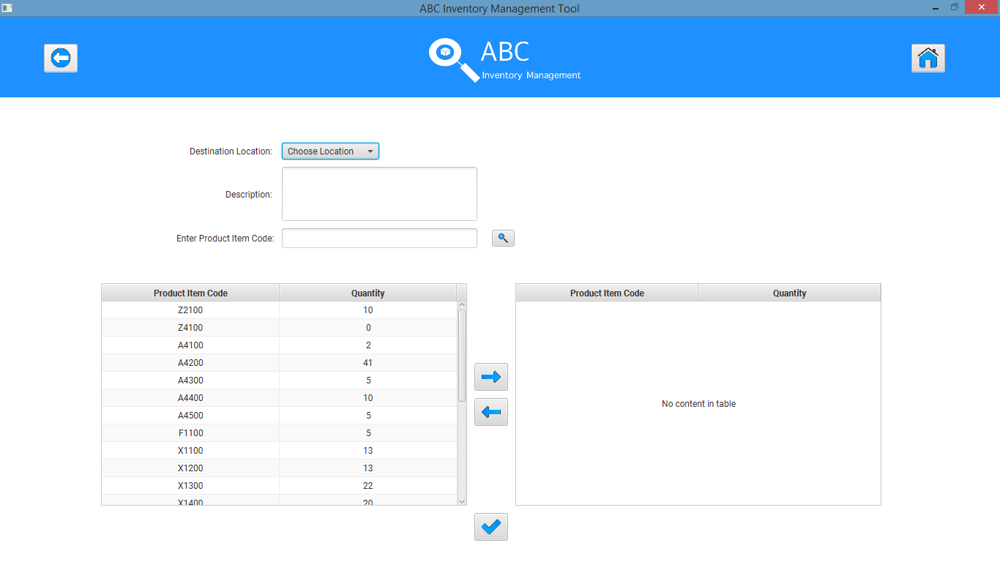 ABC Inventory Management Tool
ABC
Inventory Management
Destination Location: Choose Location
Description:
Enter Product Item Code:
Product Item Code Quantity Product Item Code Quantity
Z2100 10
Z4100 0
A4100 2
A4200 41
A4300 5
A4400 10
No content in table
A4500 5
F1100 5
X1100 13
X1200 13
X1300 22
X1400 20